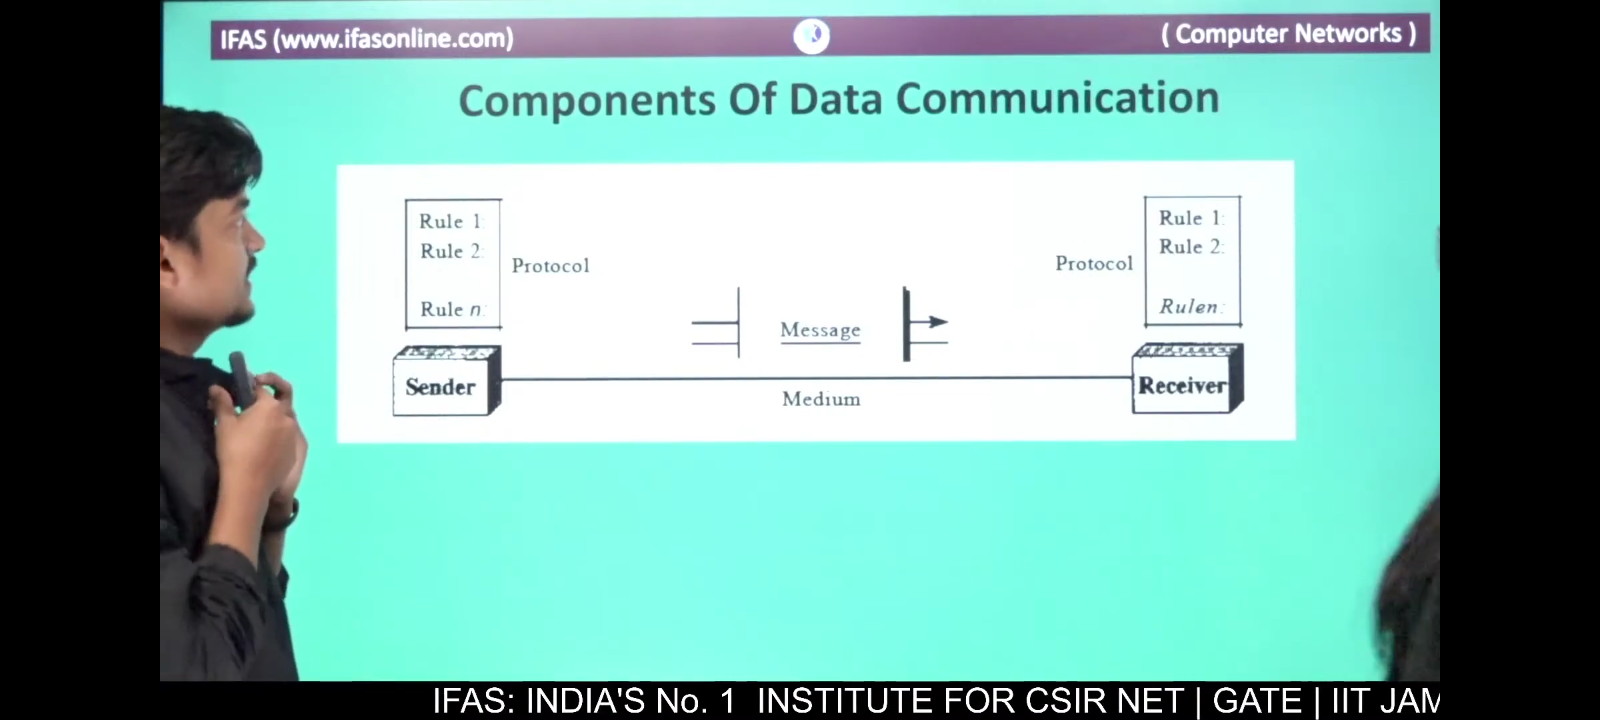 IFAS (www.ifasonline.com)
( Computer Networks )
Components Of Data Communication
Rule 1:
Rule 2:
Rule n:
Protocol
Protocol
Rule 1:
Rule 2:
Rulen:
Message
Sender
Medium
Receiver
IFAS: INDIA'S No. 1 INSTITUTE FOR CSIR NET | GATE | IIT JAM